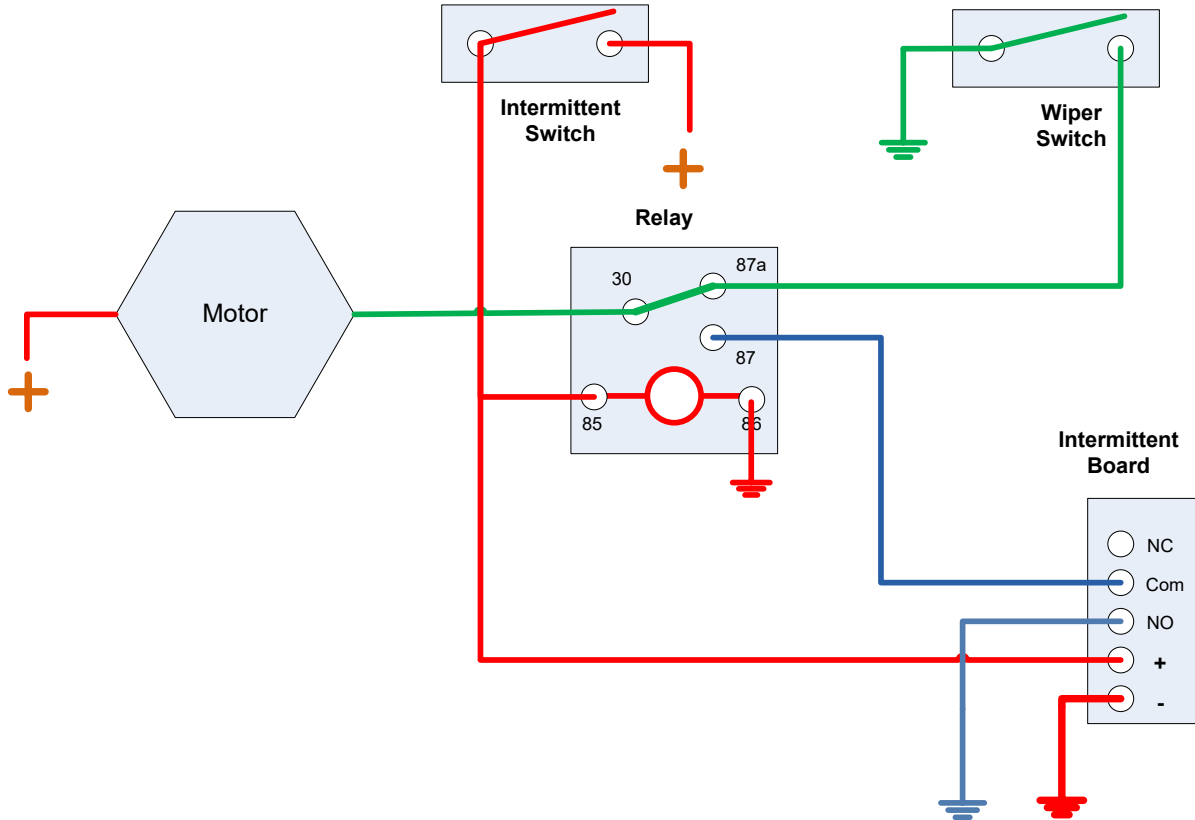 Intermittent
Switch
Wiper
Switch
Relay
30
87a
Motor
87
85
86
Intermittent
Board
NC
Com
NO
+
-